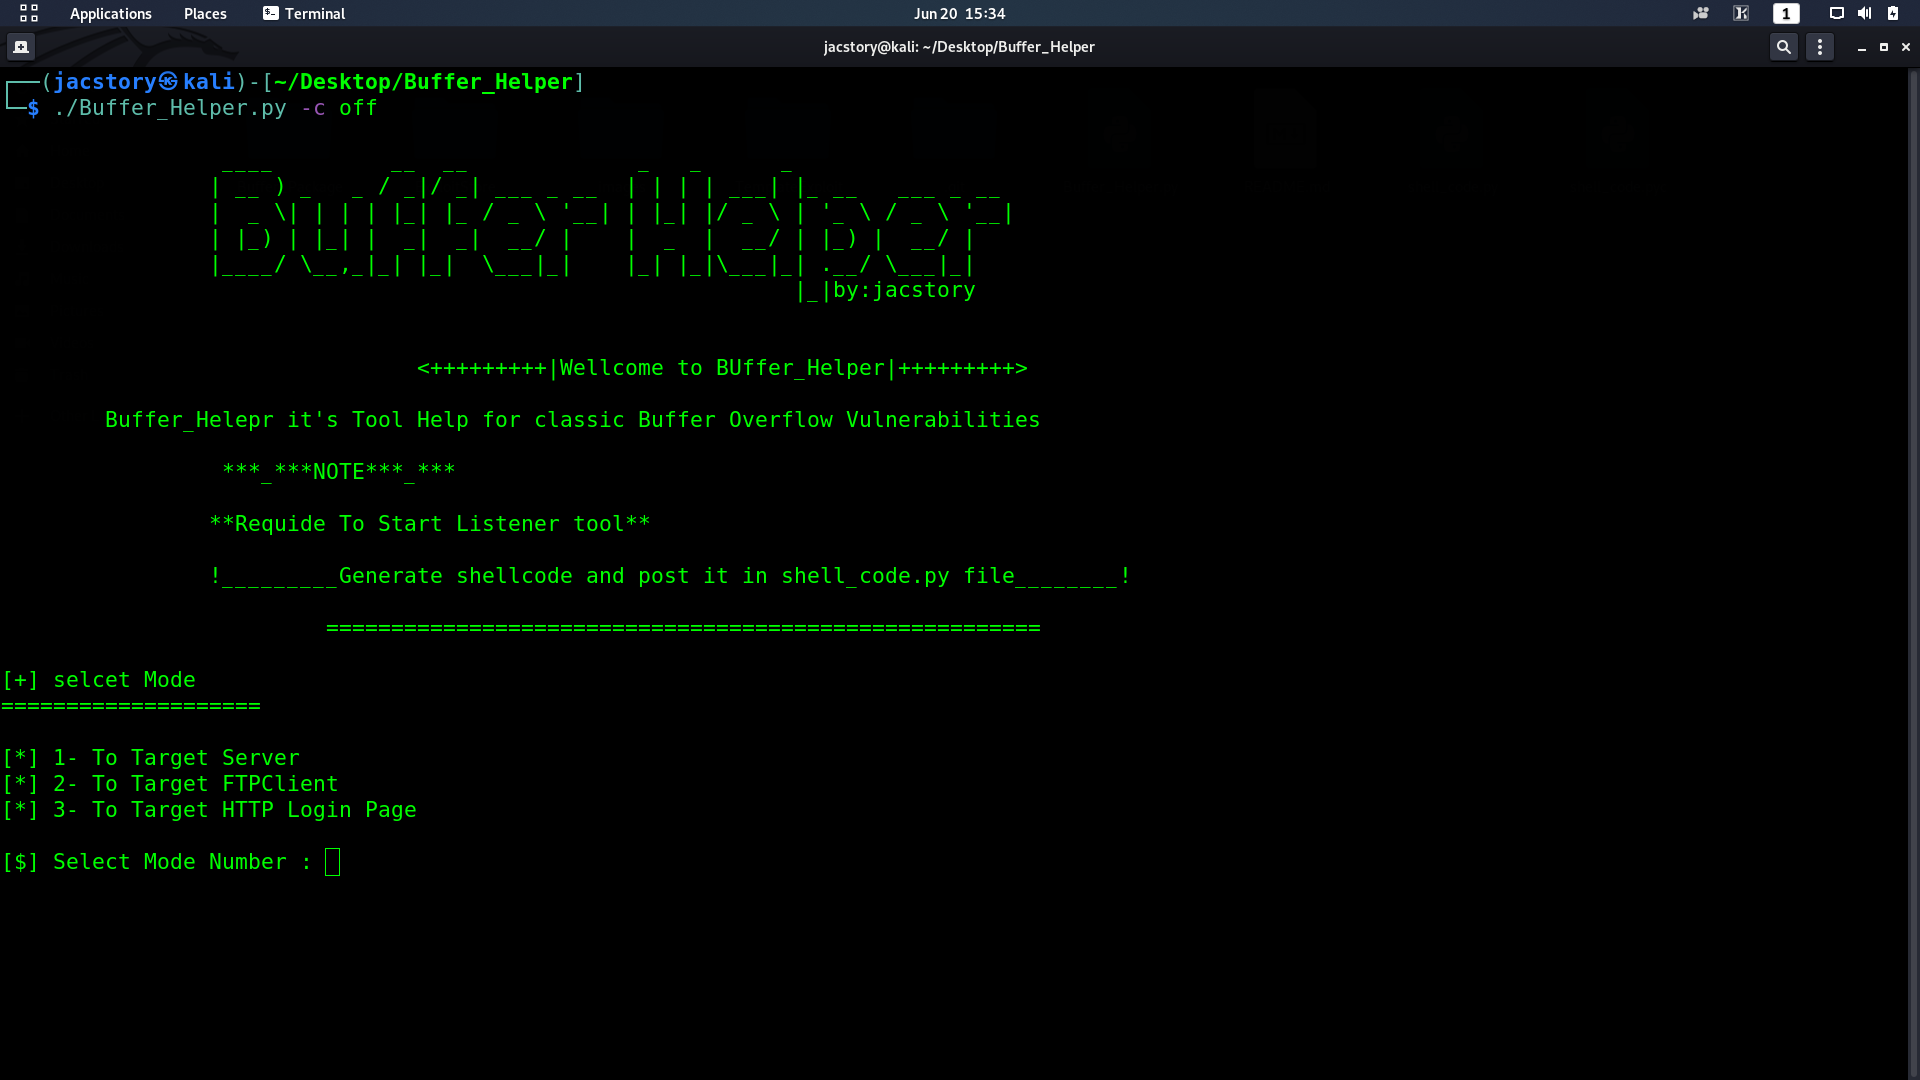 Applications Places Terminal Jun 20 15:34 1
jacstory@kali: ~/Desktop/Buffer_Helper
┌──(jacstory㉿kali)-[~/Desktop/Buffer_Helper]
└─$ ./Buffer_Helper.py -c off
Buffer Helper
|_|by:jacstory
<+++++++++|Wellcome to BUffer_Helper|+++++++++>
Buffer_Helepr it's Tool Help for classic Buffer Overflow Vulnerabilities
***_***NOTE***_***
**Requide To Start Listener tool**
!_________Generate shellcode and post it in shell_code.py file________!
=======================================================
[+] selcet Mode
====================
[*] 1- To Target Server
[*] 2- To Target FTPClient
[*] 3- To Target HTTP Login Page
[$] Select Mode Number :